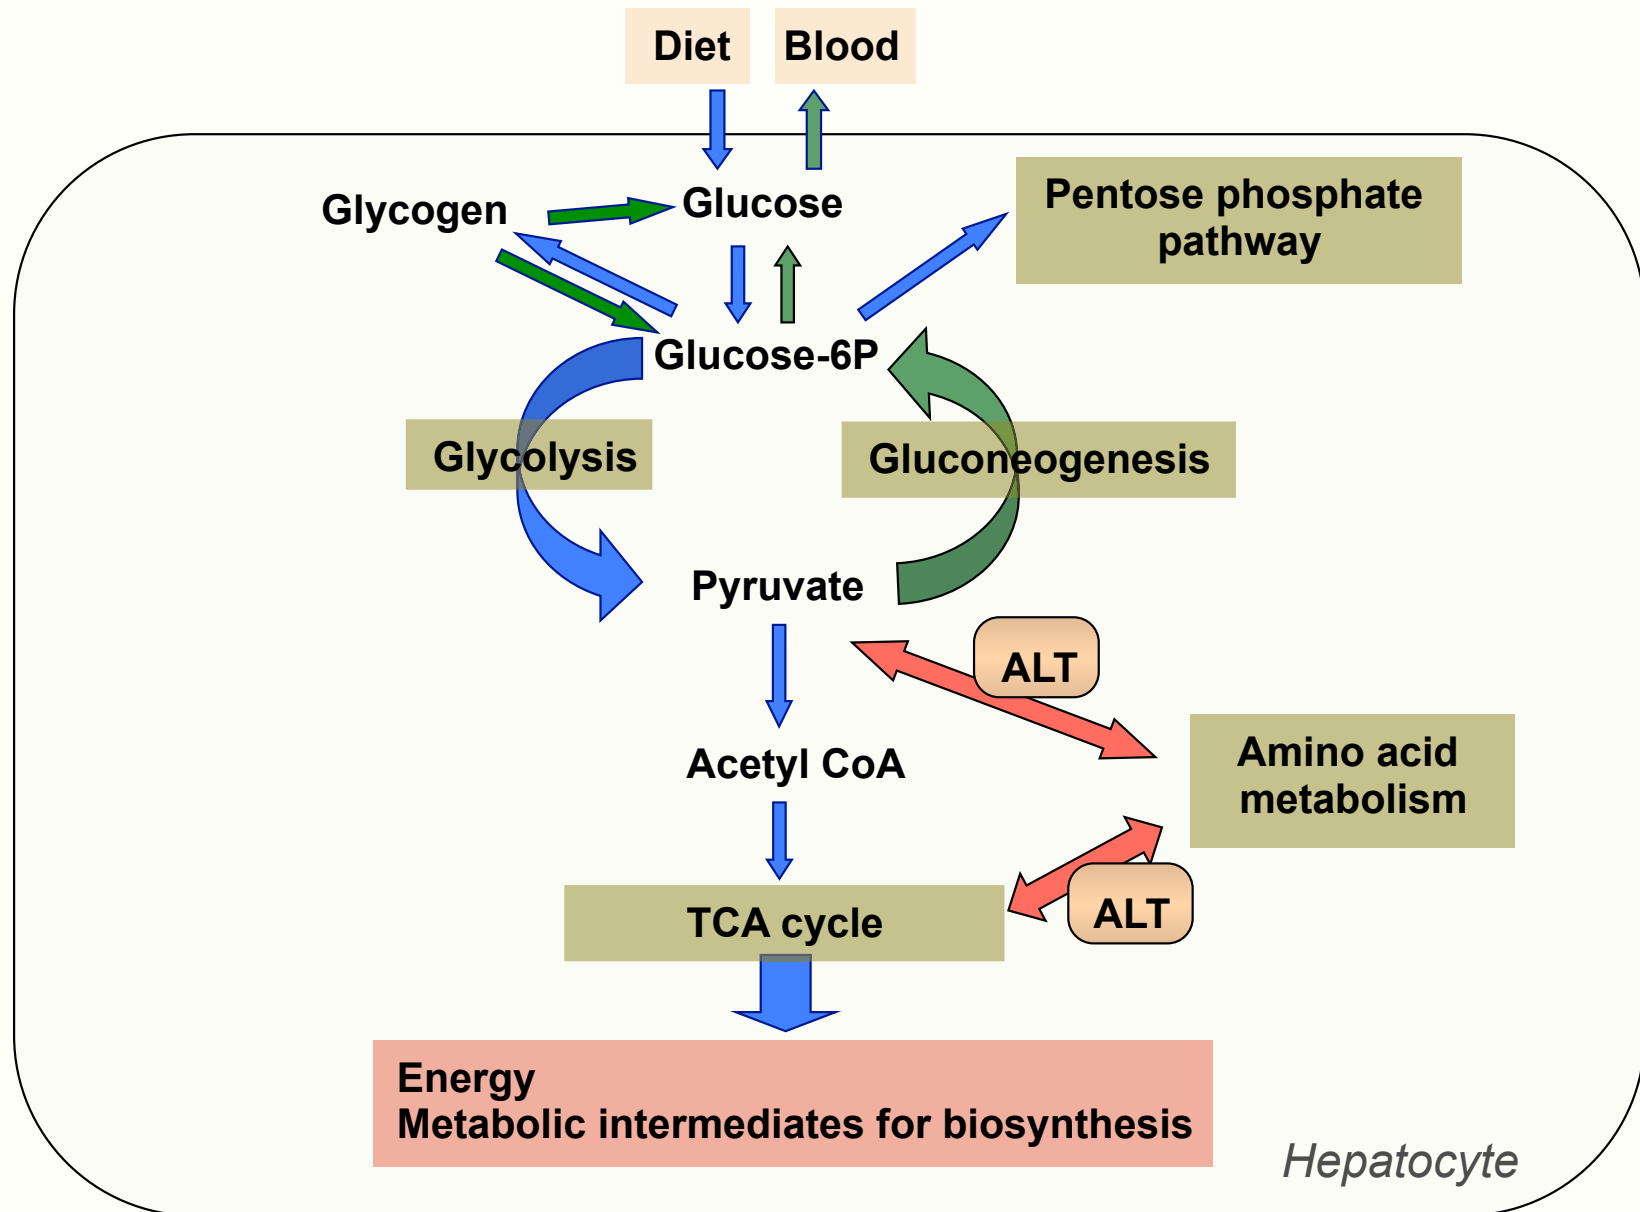 Diet
Blood
Glycogen
Glucose
Pentose phosphate
pathway
Glucose-6P
Glycolysis
Gluconeogenesis
Pyruvate
ALT
Acetyl CoA
Amino acid
metabolism
ALT
TCA cycle
Energy
Metabolic intermediates for biosynthesis
Hepatocyte